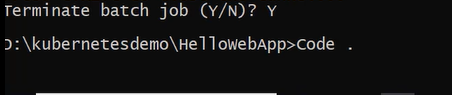 Terminate batch job (Y/N)? Y
D:\kubernetesdemo\HelloWebApp>Code .